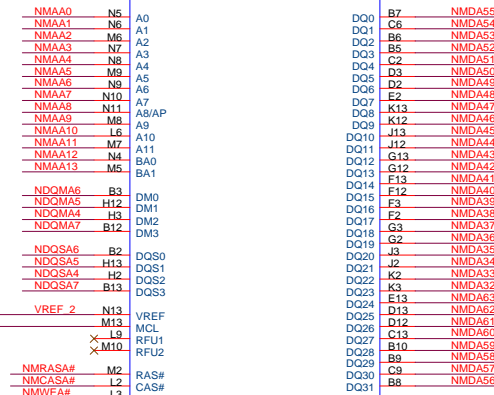 NMAA0 N5 A0
NMAA1 N6 A1
NMAA2 M6 A2
NMAA3 N7 A3
NMAA4 N8 A4
NMAA5 M9 A5
NMAA6 N9 A6
NMAA7 N10 A7
NMAA8 N11 A8/AP
NMAA9 M8 A9
NMAA10 L6 A10
NMAA11 M7 A11
NMAA12 N4 BA0
NMAA13 M5 BA1
NDQMA6 B3 DM0
NDQMA5 H12 DM1
NDQMA4 H3 DM2
NDQMA7 B12 DM3
NDQSA6 B2 DQS0
NDQSA5 H13 DQS1
NDQSA4 H2 DQS2
NDQSA7 B13 DQS3
VREF_2 N13 VREF
M13 MCL
L9 RFU1
M10 RFU2
NMRASA# M2 RAS#
NMCASA# L2 CAS#
NMWEA# L3
DQ0 B7 NMDA55
DQ1 C6 NMDA54
DQ2 B6 NMDA53
DQ3 B5 NMDA52
DQ4 C2 NMDA51
DQ5 D3 NMDA50
DQ6 D2 NMDA49
DQ7 E2 NMDA48
DQ8 K13 NMDA47
DQ9 K12 NMDA46
DQ10 J13 NMDA45
DQ11 J12 NMDA44
DQ12 G13 NMDA43
DQ13 G12 NMDA42
DQ14 F13 NMDA41
DQ15 F12 NMDA40
DQ16 F3 NMDA39
DQ17 F2 NMDA38
DQ18 G3 NMDA37
DQ19 G2 NMDA36
DQ20 J3 NMDA35
DQ21 J2 NMDA34
DQ22 K2 NMDA33
DQ23 K3 NMDA32
DQ24 E13 NMDA63
DQ25 D13 NMDA62
DQ26 D12 NMDA61
DQ27 C13 NMDA60
DQ28 B10 NMDA59
DQ29 B9 NMDA58
DQ30 C9 NMDA57
DQ31 B8 NMDA56